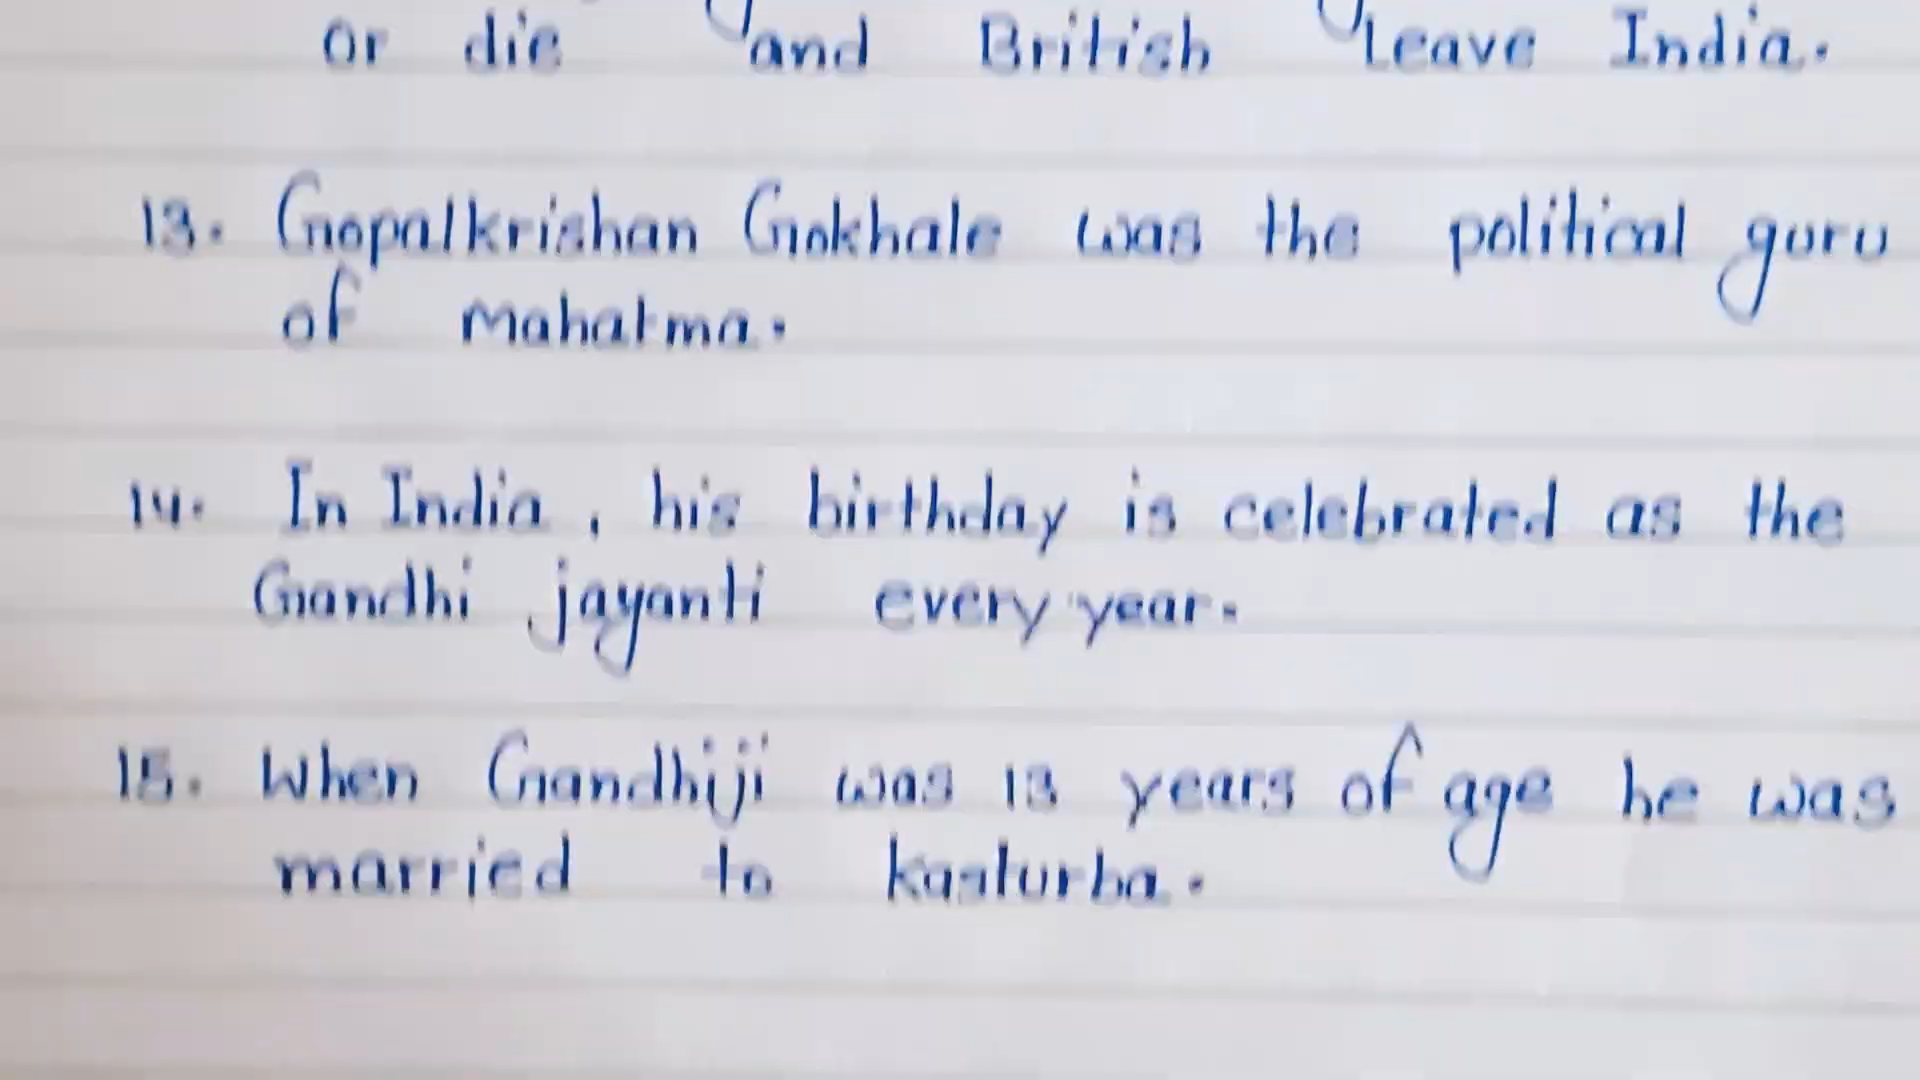 or die and British Leave India.
13. Gopalkrishan Gokhale was the political guru
of Mahatma.
14. In India, his birthday is celebrated as the
Gandhi jayanti every year.
15. When Gandhiji was 13 years of age he was
married to kasturba.